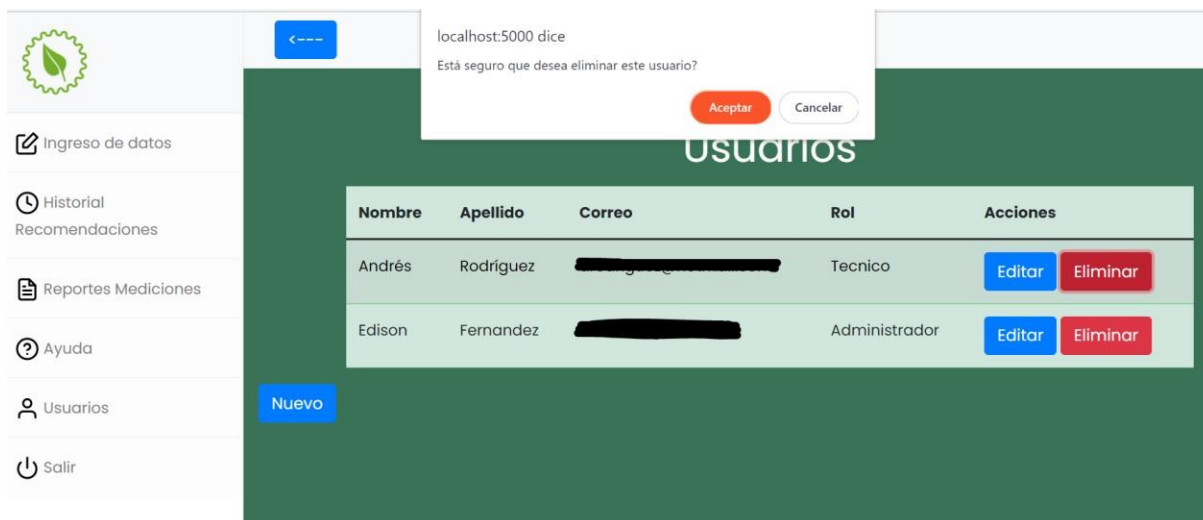 <---
localhost:5000 dice
Está seguro que desea eliminar este usuario?
Aceptar Cancelar
Ingreso de datos
Historial
Recomendaciones
Reportes Mediciones
Ayuda
Usuarios
Salir
Usuarios
Nombre Apellido Correo Rol Acciones
Andrés Rodríguez Tecnico Editar Eliminar
Edison Fernandez Administrador Editar Eliminar
Nuevo